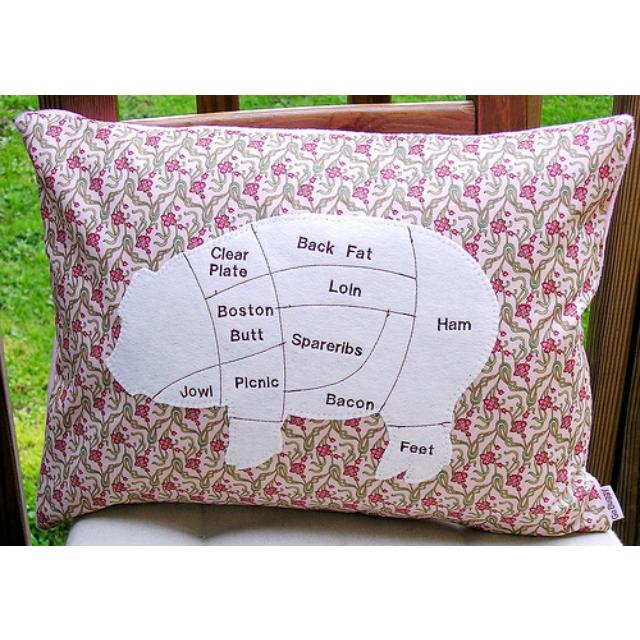 Clear
Plate
Back Fat
Loin
Boston
Butt
Spareribs
Ham
Jowl
Picnic
Bacon
Feet